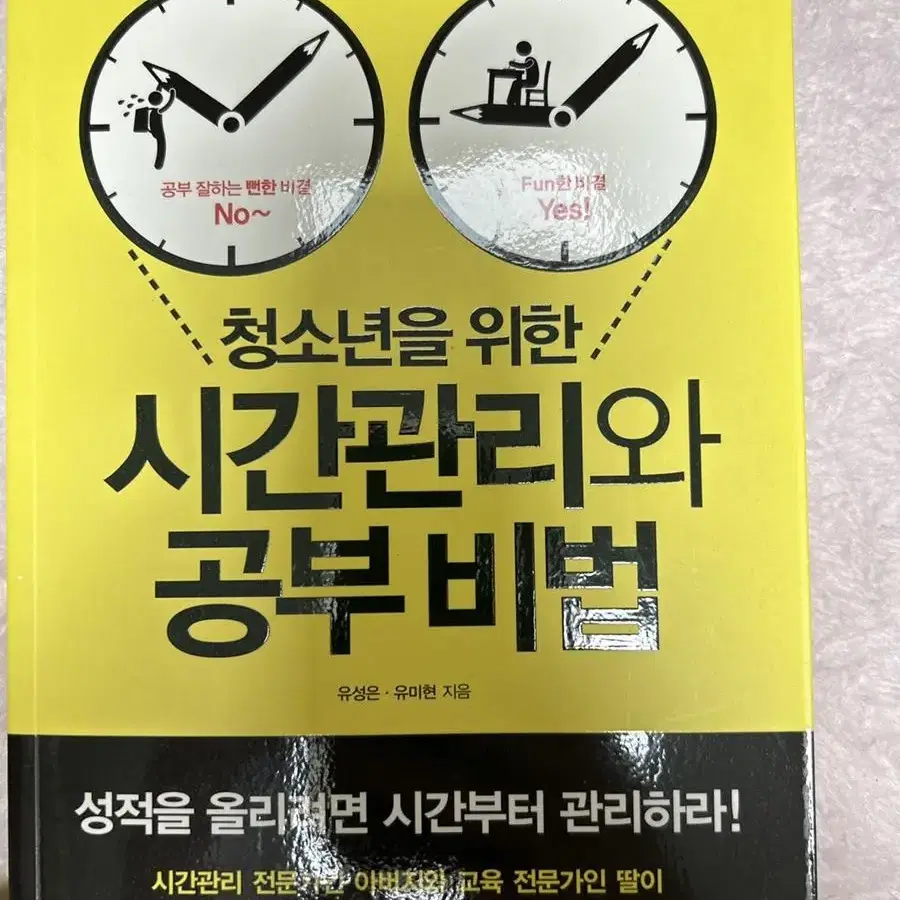 공부 잘하는 뻔한 비결
No~
Fun한 비결
Yes!
청소년을 위한
시간관리와
공부 비법
유성은 · 유미현 지음
성적을 올리려면 시간부터 관리하라!
시간관리 전문가인 아버지와 교육 전문가인 딸이